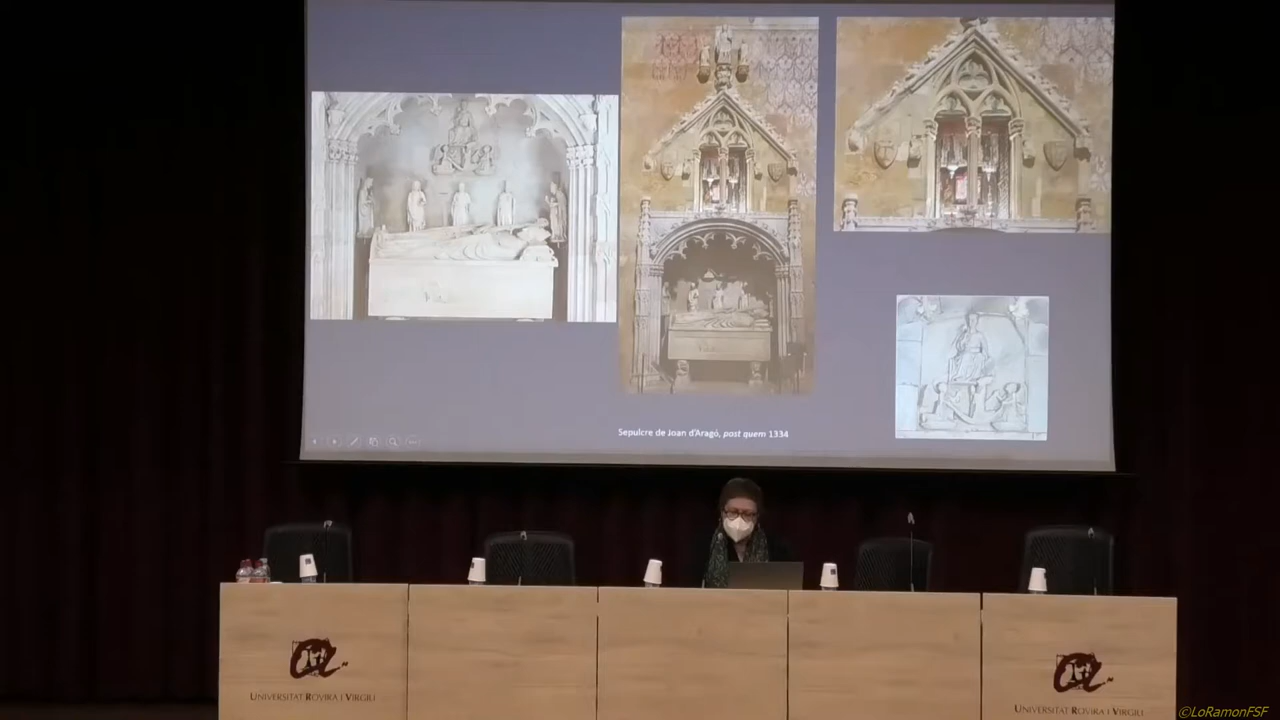 Sepulcre de Joan d'Aragó, post quem 1334
UNIVERSITAT ROVIRA I VIRGILI
UNIVERSITAT ROVIRA I VIRGILI
©LoRamonFSF